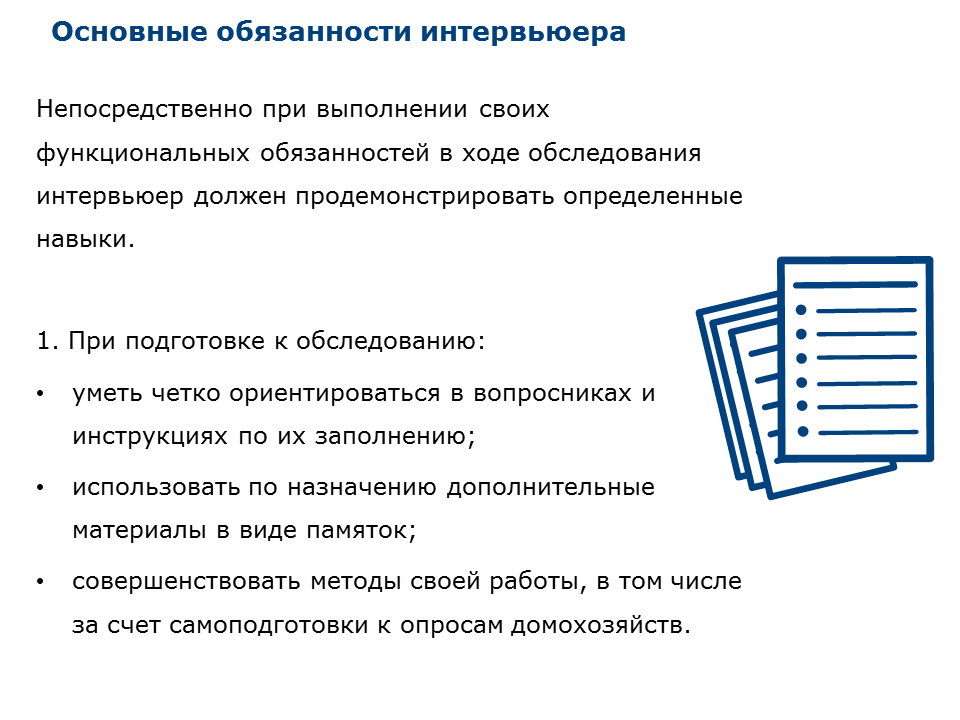 Основные обязанности интервьюера
Непосредственно при выполнении своих
функциональных обязанностей в ходе обследования
интервьюер должен продемонстрировать определенные
навыки.
1. При подготовке к обследованию:
• уметь четко ориентироваться в вопросниках и
инструкциях по их заполнению;
• использовать по назначению дополнительные
материалы в виде памяток;
• совершенствовать методы своей работы, в том числе
за счет самоподготовки к опросам домохозяйств.